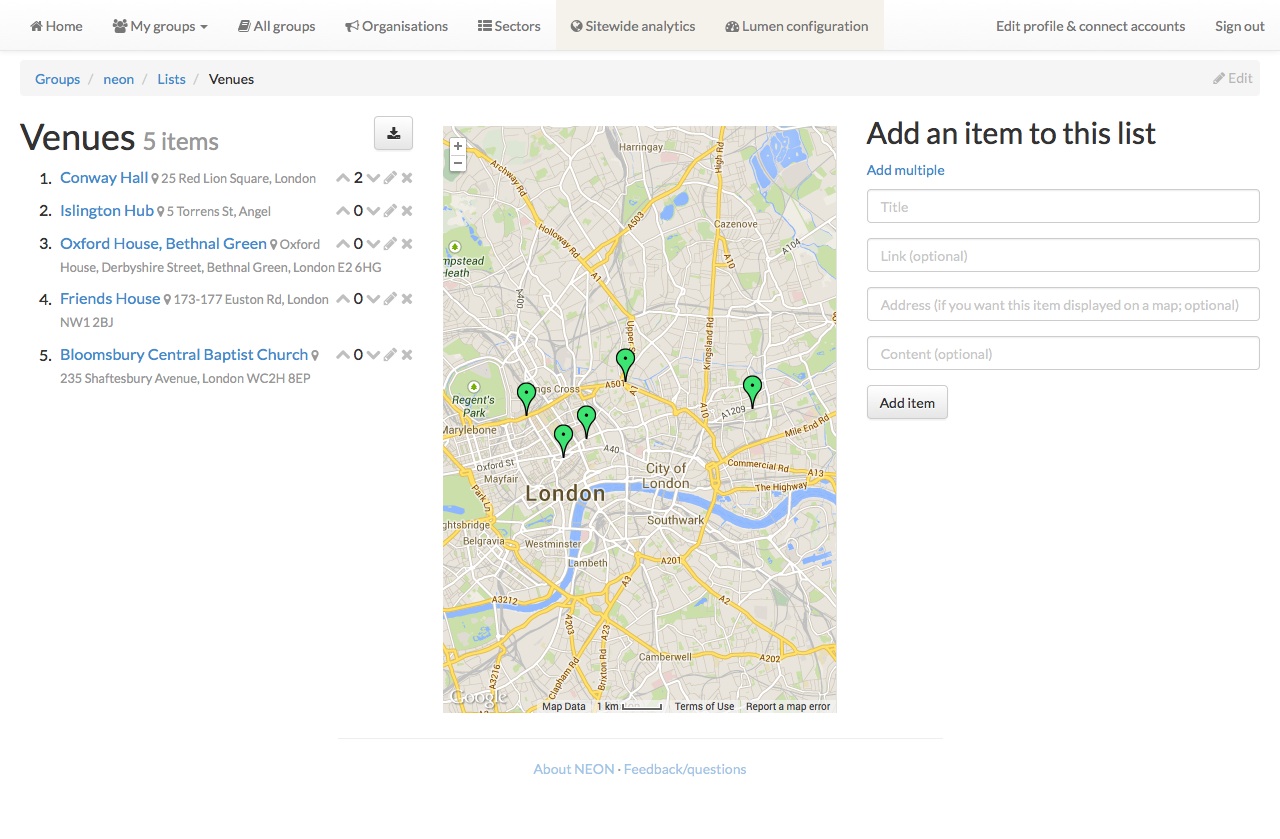 Home My groups All groups Organisations Sectors Sitewide analytics Lumen configuration Edit profile & connect accounts Sign out
Groups / neon / Lists / Venues Edit
Venues 5 items
1. Conway Hall 25 Red Lion Square, London 2
2. Islington Hub 5 Torrens St, Angel 0
3. Oxford House, Bethnal Green Oxford 0
House, Derbyshire Street, Bethnal Green, London E2 6HG
4. Friends House 173-177 Euston Rd, London 0
NW1 2BJ
5. Bloomsbury Central Baptist Church 0
235 Shaftesbury Avenue, London WC2H 8EP
+
−
Harringay
High Rd
Archway Rd
A503
Cazenove
Holloway Rd
A10
A104
mpstead
Heath
A1
A400
Upper
Kingsland Rd
ngs Cross
A501
A1
Regent's
Park
A10
A1209
Marylebone
Mile End Rd
A40
Oxford St
City of
London
Commercial Rd
A13
Mayfair
The Highway
Park Ln
London
Southwark
ghtsbridge
Belgravia
Westminster
Lambeth
A201
A3
A3212
A2
A203
A23
Brixton Rd
Camberwell
A202
Clapham Rd
A3216
Google
Map Data 1 km Terms of Use Report a map error
Add an item to this list
Add multiple
Title
Link (optional)
Address (if you want this item displayed on a map; optional)
Content (optional)
Add item
About NEON · Feedback/questions